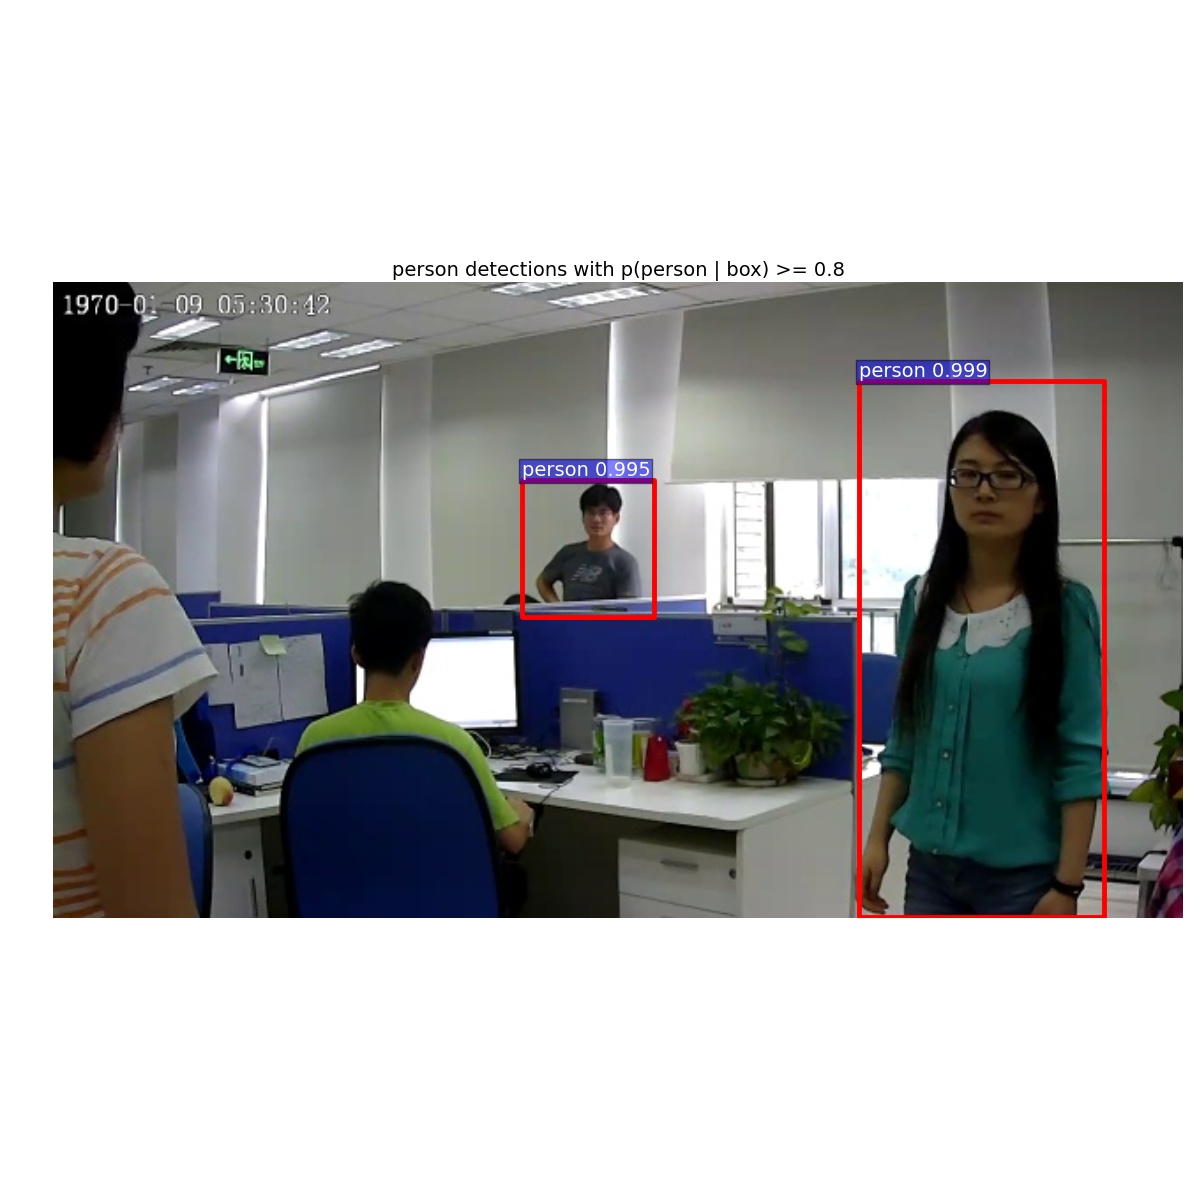 person detections with p(person | box) >= 0.8
1970-01-09 05:30:42
person 0.999
person 0.995